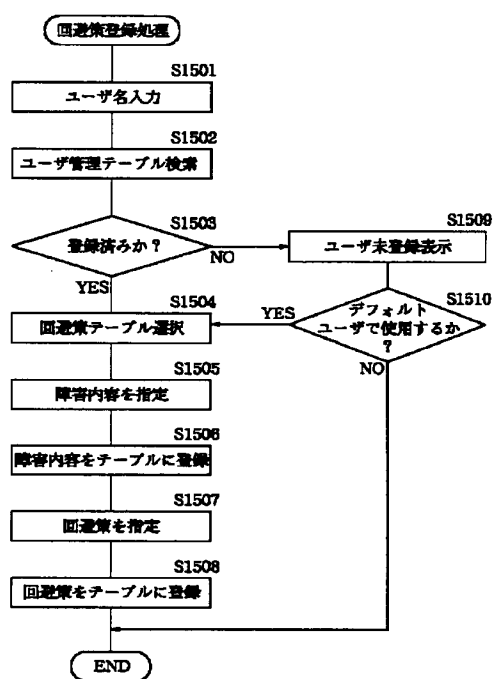 回避策登録処理
S1501
ユーザ名入力
S1502
ユーザ管理テーブル検索
S1503
登録済みか？
NO
YES
S1509
ユーザ未登録表示
S1510
デフォルト
ユーザで使用するか
？
YES
NO
S1504
回避策テーブル選択
S1505
障害内容を指定
S1506
障害内容をテーブルに登録
S1507
回避策を指定
S1508
回避策をテーブルに登録
END